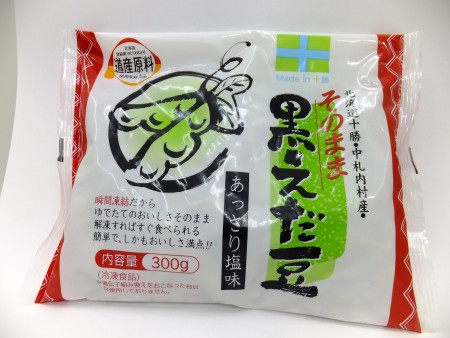 道産原料
Made in 十勝
北海道十勝・中札内村産・
そのまま
黒えだ豆
あっさり塩味
瞬間凍結だから
ゆでたてのおいしさそのまま
解凍すればすぐ食べられる
簡単で、しかもおいしさ満点!!
内容量 300g
(冷凍食品)